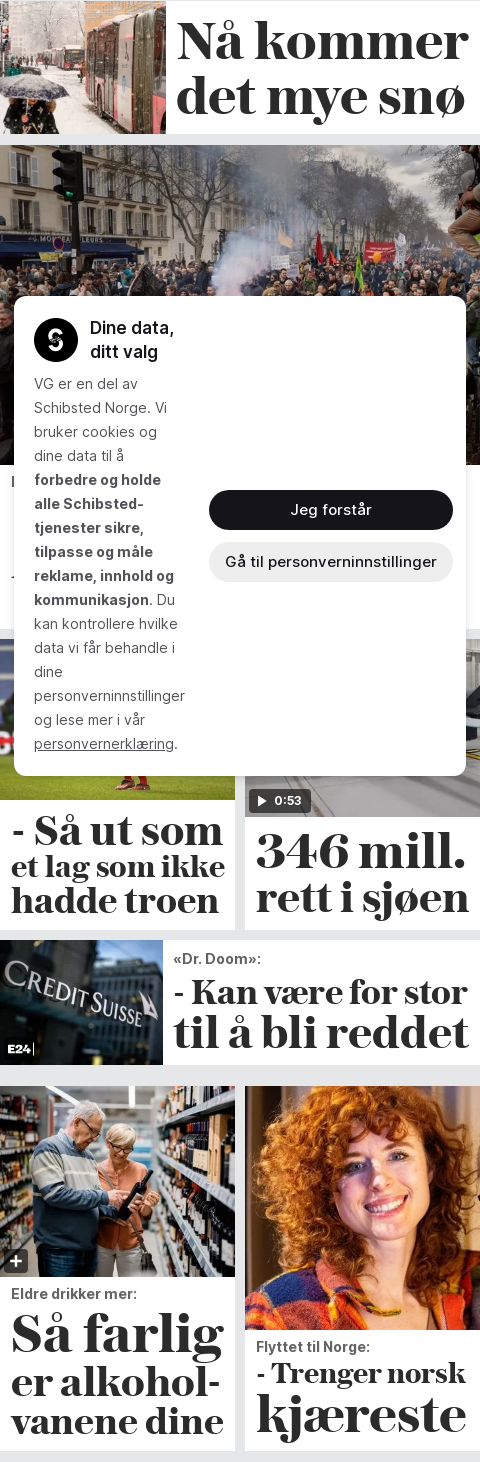 Nå kommer
det mye snø
Dine data,
ditt valg
VG er en del av
Schibsted Norge. Vi
bruker cookies og
dine data til å
forbedre og holde
alle Schibsted-
tjenester sikre,
tilpasse og måle
reklame, innhold og
kommunikasjon. Du
kan kontrollere hvilke
data vi får behandle i
dine
personverninnstillinger
og lese mer i vår
personvernerklæring.
Jeg forstår
Gå til personverninnstillinger
- Så ut som
et lag som ikke
hadde troen
0:53
346 mill.
rett i sjøen
CREDIT SUISSE
E24
«Dr. Doom»:
- Kan være for stor
til å bli reddet
Eldre drikker mer:
Så farlig
er alkohol-
vanene dine
Flyttet til Norge:
- Trenger norsk
kjæreste